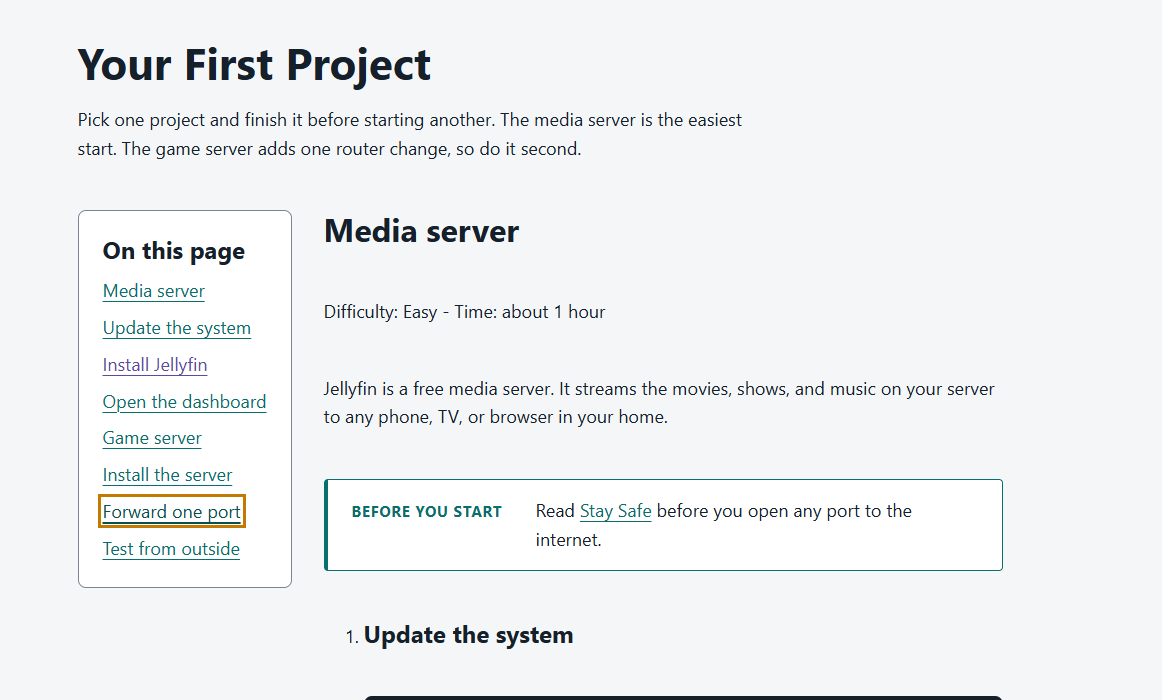 Your First Project
Pick one project and finish it before starting another. The media server is the easiest
start. The game server adds one router change, so do it second.
On this page
Media server
Update the system
Install Jellyfin
Open the dashboard
Game server
Install the server
Forward one port
Test from outside
Media server
Difficulty: Easy - Time: about 1 hour
Jellyfin is a free media server. It streams the movies, shows, and music on your server
to any phone, TV, or browser in your home.
BEFORE YOU START
Read Stay Safe before you open any port to the
internet.
1. Update the system